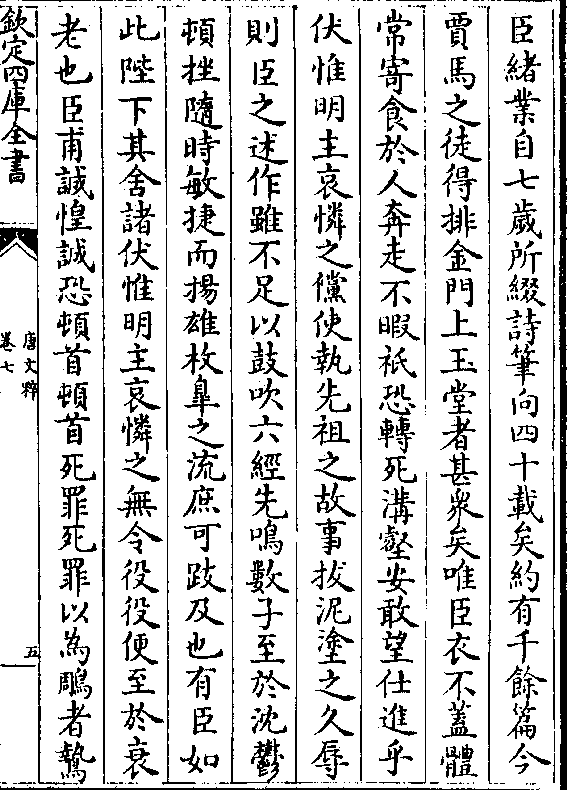 臣緒業自七歲所綴詩筆向四十載矣約有千餘篇今
賈馬之徒得排金門上玉堂者甚衆矣唯臣衣不蓋體
常寄食於人奔走不暇祇恐轉死溝壑安敢望仕進乎
伏惟明主哀憐之儻使執先祖之故事拔泥塗之久辱
則臣之述作雖不足以鼓吹六經先鳴數子至於沈鬱
頓挫隨時敏捷而揚雄枚臯之流庶可跂及也有臣如
此陛下其舍諸伏惟明主哀憐之無令役役便至於衰
老也臣甫誠惶誠恐頓首頓首死罪死罪以為鵰者鷙
欽定四庫全書
唐文粹
卷七
五